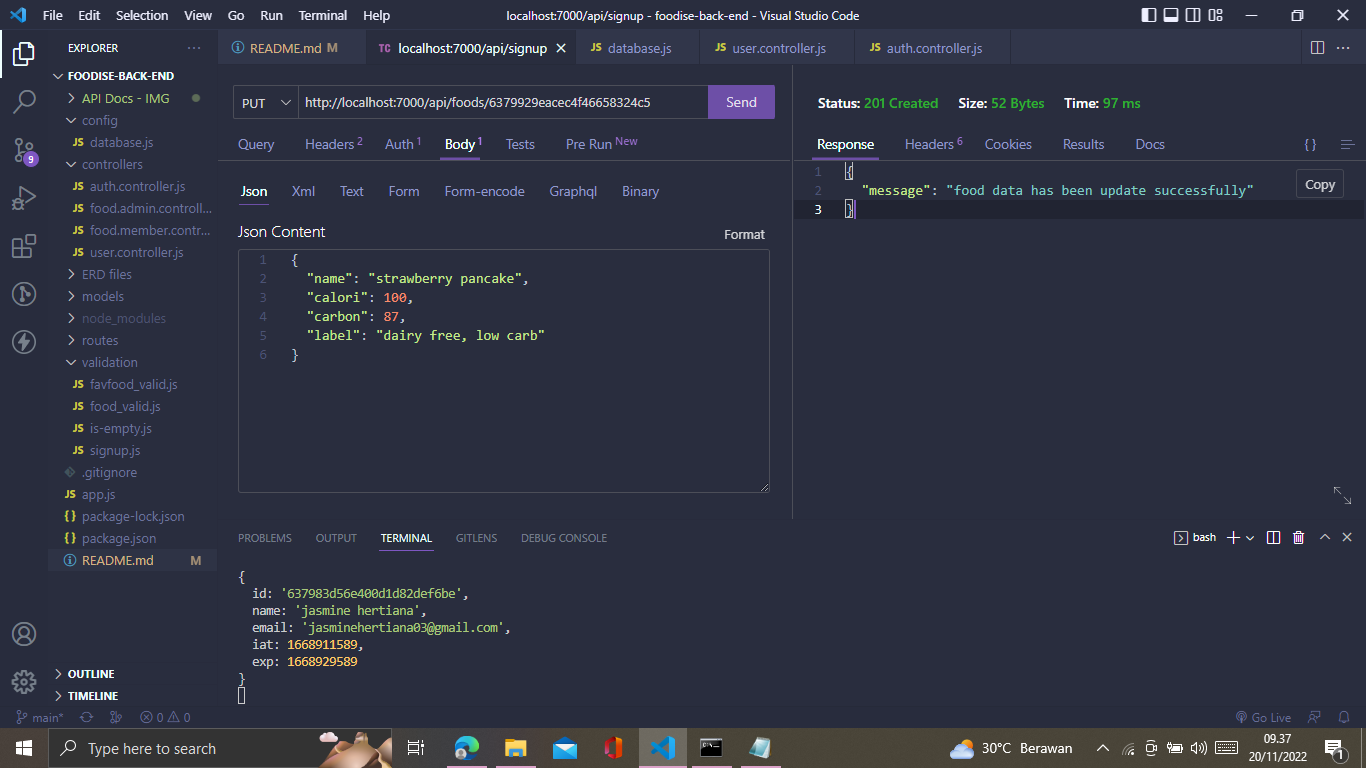 File Edit Selection View Go Run Terminal Help localhost:7000/api/signup - foodise-back-end - Visual Studio Code
EXPLORER ...
FOODISE-BACK-END
API Docs - IMG
config
JS database.js
controllers
JS auth.controller.js
JS food.admin.controll...
JS food.member.contr...
JS user.controller.js
ERD files
models
node_modules
routes
validation
JS favfood_valid.js
JS food_valid.js
JS is-empty.js
JS signup.js
.gitignore
JS app.js
{} package-lock.json
{} package.json
README.md M
OUTLINE
TIMELINE
9
README.md M TC localhost:7000/api/signup JS database.js JS user.controller.js JS auth.controller.js ...
PUT http://localhost:7000/api/foods/6379929eacec4f46658324c5 Send
Query Headers 2 Auth 1 Body 1 Tests Pre Run New
Json Xml Text Form Form-encode Graphql Binary
Json Content Format
1 {
2 "name": "strawberry pancake",
3 "calori": 100,
4 "carbon": 87,
5 "label": "dairy free, low carb"
6 }
Status: 201 Created Size: 52 Bytes Time: 97 ms
Response Headers 6 Cookies Results Docs { }
1 {
2 "message": "food data has been update successfully"
3 }
Copy
PROBLEMS OUTPUT TERMINAL GITLENS DEBUG CONSOLE bash
{
id: '637983d56e400d1d82def6be',
name: 'jasmine hertiana',
email: 'jasminehertiana03@gmail.com',
iat: 1668911589,
exp: 1668929589
}
main* 0 0 Go Live
Type here to search 30°C Berawan 09.37
20/11/2022 1